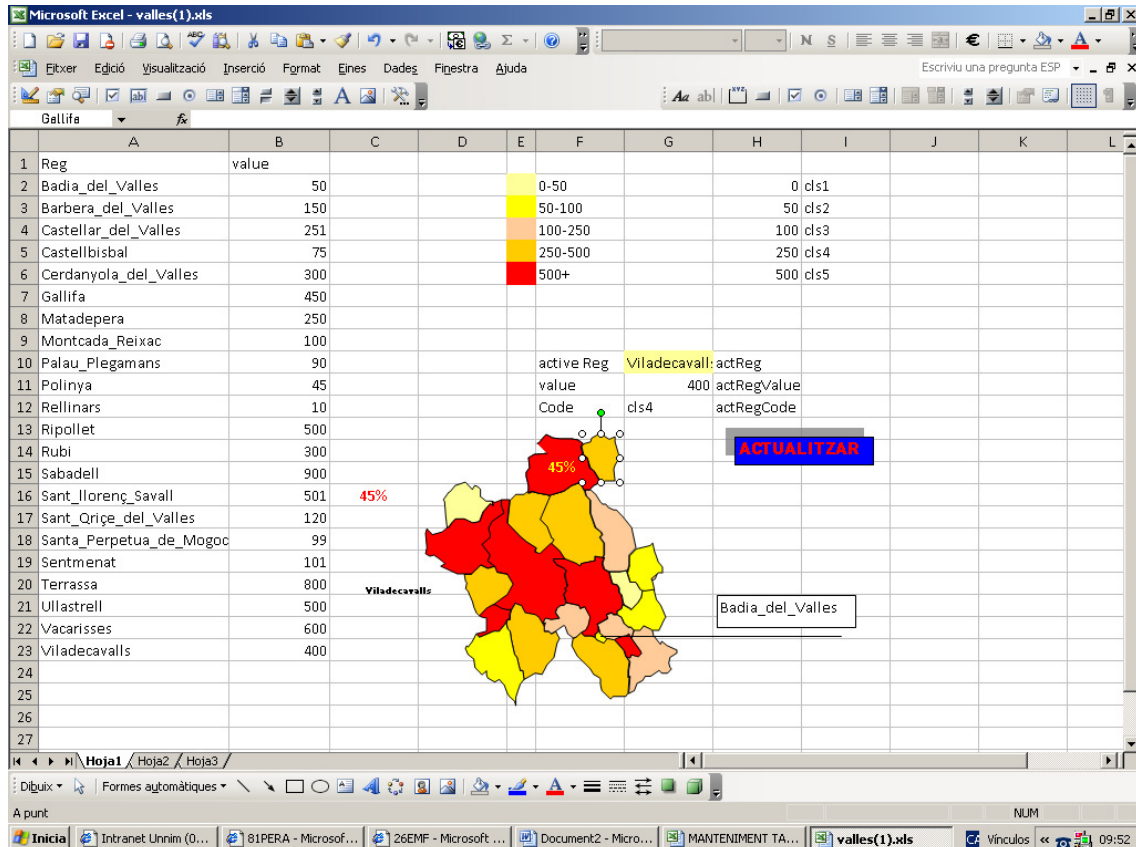 Microsoft Excel - valles(1).xls
Fitxer Edició Visualització Inserció Format Eines Dades Finestra Ajuda
Escriviu una pregunta ESP
Gallifa fx
A B C D E F G H I J K L
1 Reg value
2 Badia_del_Valles 50 0-50 0 cls1
3 Barbera_del_Valles 150 50-100 50 cls2
4 Castellar_del_Valles 251 100-250 100 cls3
5 Castellbisbal 75 250-500 250 cls4
6 Cerdanyola_del_Valles 300 500+ 500 cls5
7 Gallifa 450
8 Matadepera 250
9 Montcada_Reixac 100
10 Palau_Plegamans 90 active Reg Viladecavalls actReg
11 Polinya 45 value 400 actRegValue
12 Rellinars 10 Code cls4 actRegCode
13 Ripollet 500
14 Rubi 300 ACTUALITZAR
15 Sabadell 900 45%
16 Sant_llorenç_Savall 501 45%
17 Sant_Qriçe_del_Valles 120
18 Santa_Perpetua_de_Mogoc 99
19 Sentmenat 101
20 Terrassa 800 Viladecavalls
21 Ullastrell 500 Badia_del_Valles
22 Vacarisses 600
23 Viladecavalls 400
24
25
26
27
Hoja1 Hoja2 Hoja3
Dibuix Formes automàtiques
A punt NUM
Inicia Intranet Unnim (0... 81PERA - Microsof... 26EMF - Microsoft ... Document2 - Micro... MANTENIMENT TA... valles(1).xls CA Vínculos 09:52